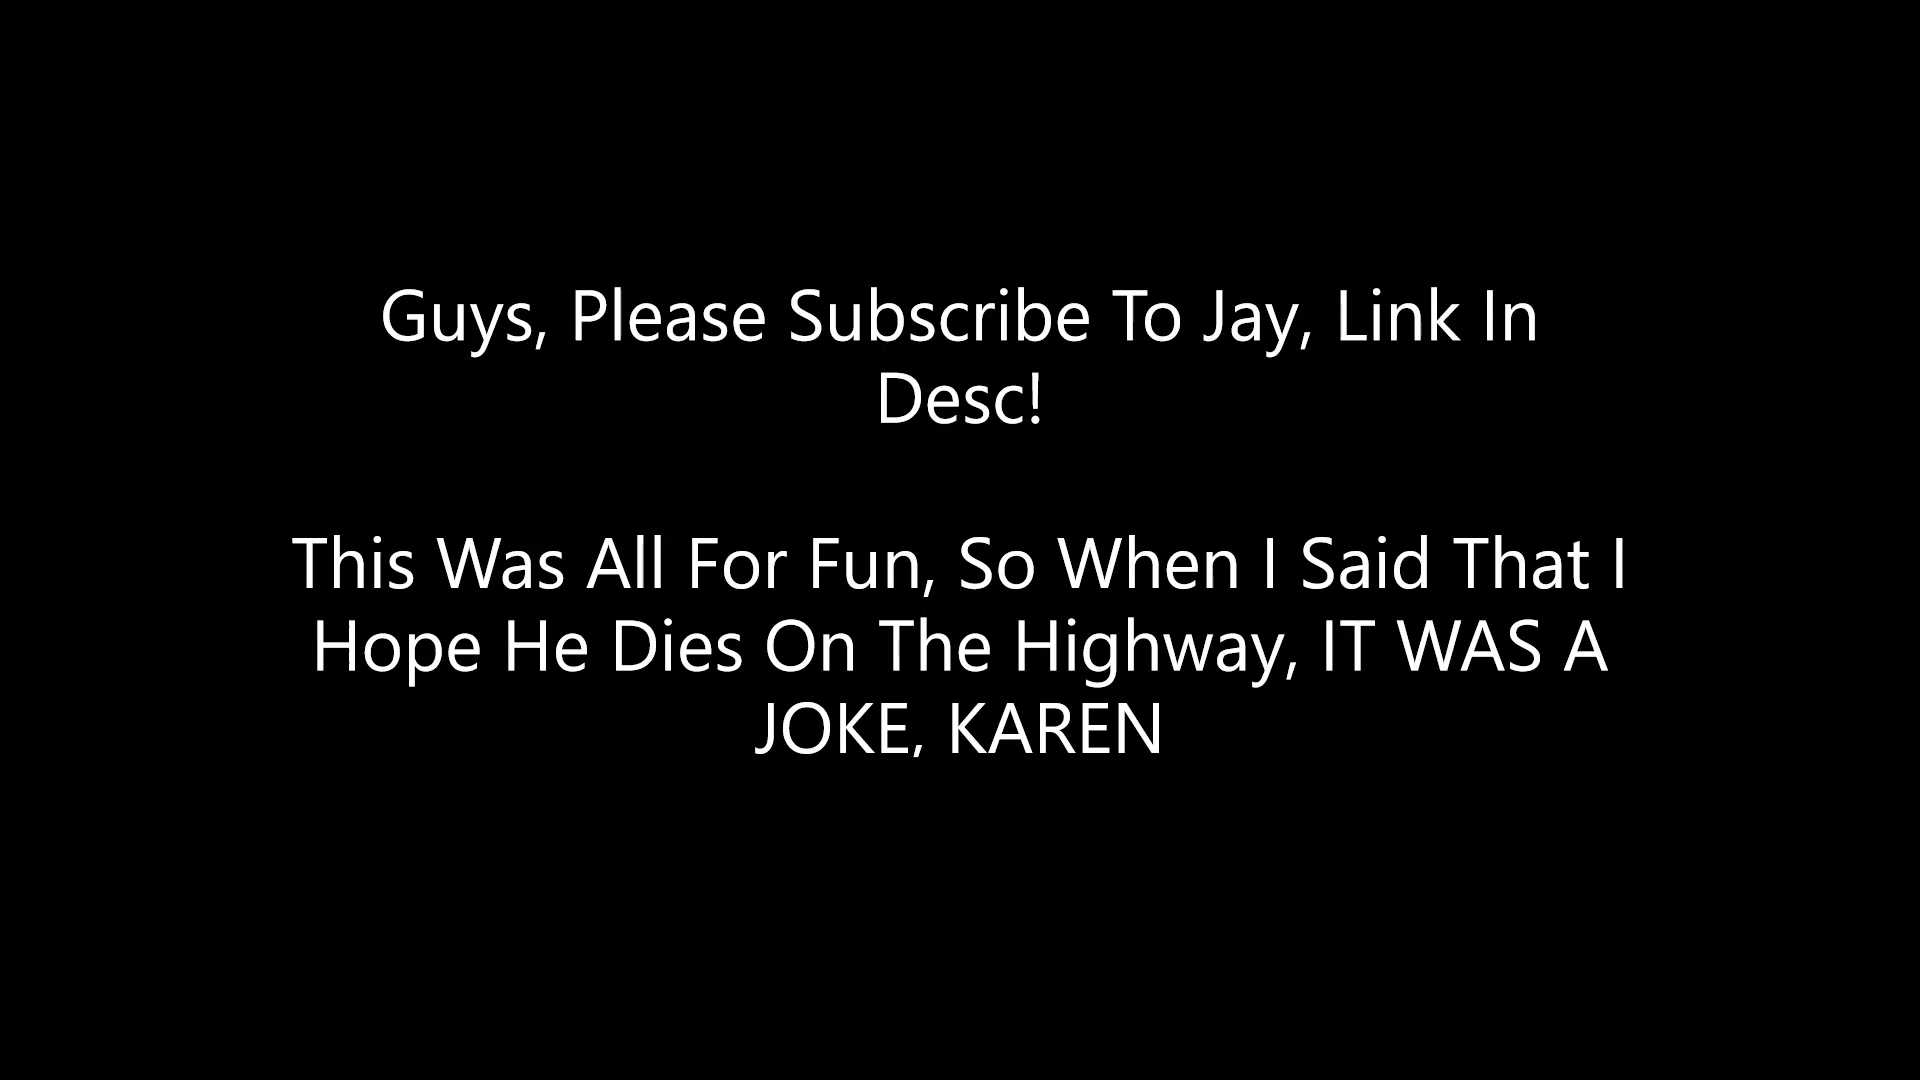 Guys, Please Subscribe To Jay, Link In
Desc!
This Was All For Fun, So When I Said That I
Hope He Dies On The Highway, IT WAS A
JOKE, KAREN